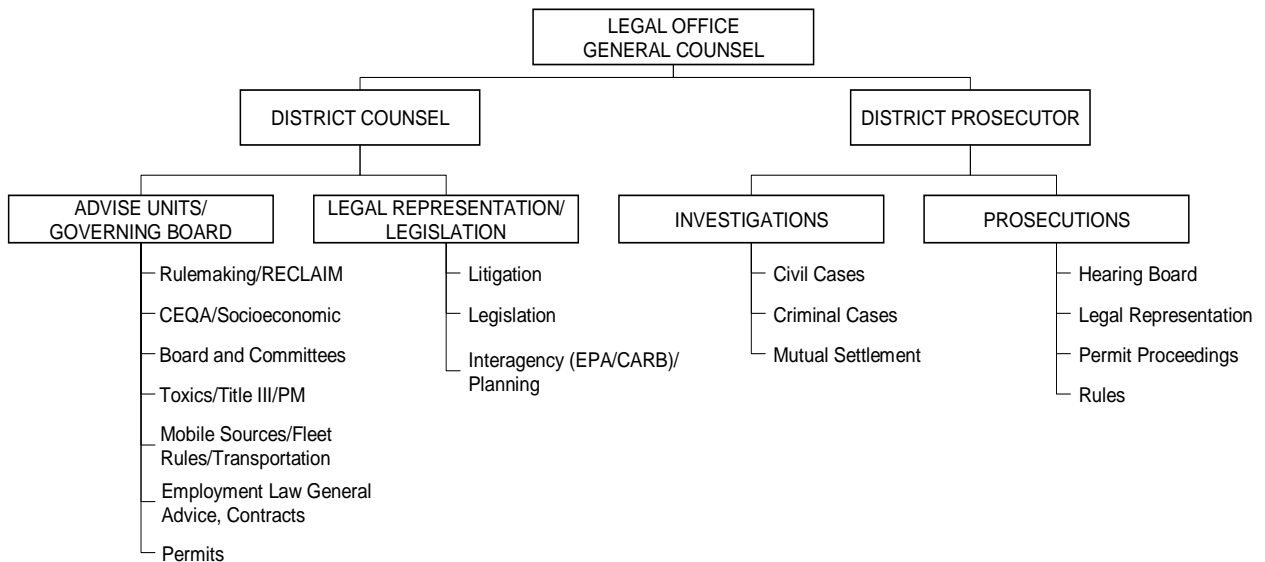 LEGAL OFFICE
GENERAL COUNSEL
DISTRICT COUNSEL
DISTRICT PROSECUTOR
ADVISE UNITS/
GOVERNING BOARD
LEGAL REPRESENTATION/
LEGISLATION
INVESTIGATIONS
PROSECUTIONS
Rulemaking/RECLAIM
CEQA/Socioeconomic
Board and Committees
Toxics/Title III/PM
Mobile Sources/Fleet
Rules/Transportation
Employment Law General
Advice, Contracts
Permits
Litigation
Legislation
Interagency (EPA/CARB)/
Planning
Civil Cases
Criminal Cases
Mutual Settlement
Hearing Board
Legal Representation
Permit Proceedings
Rules